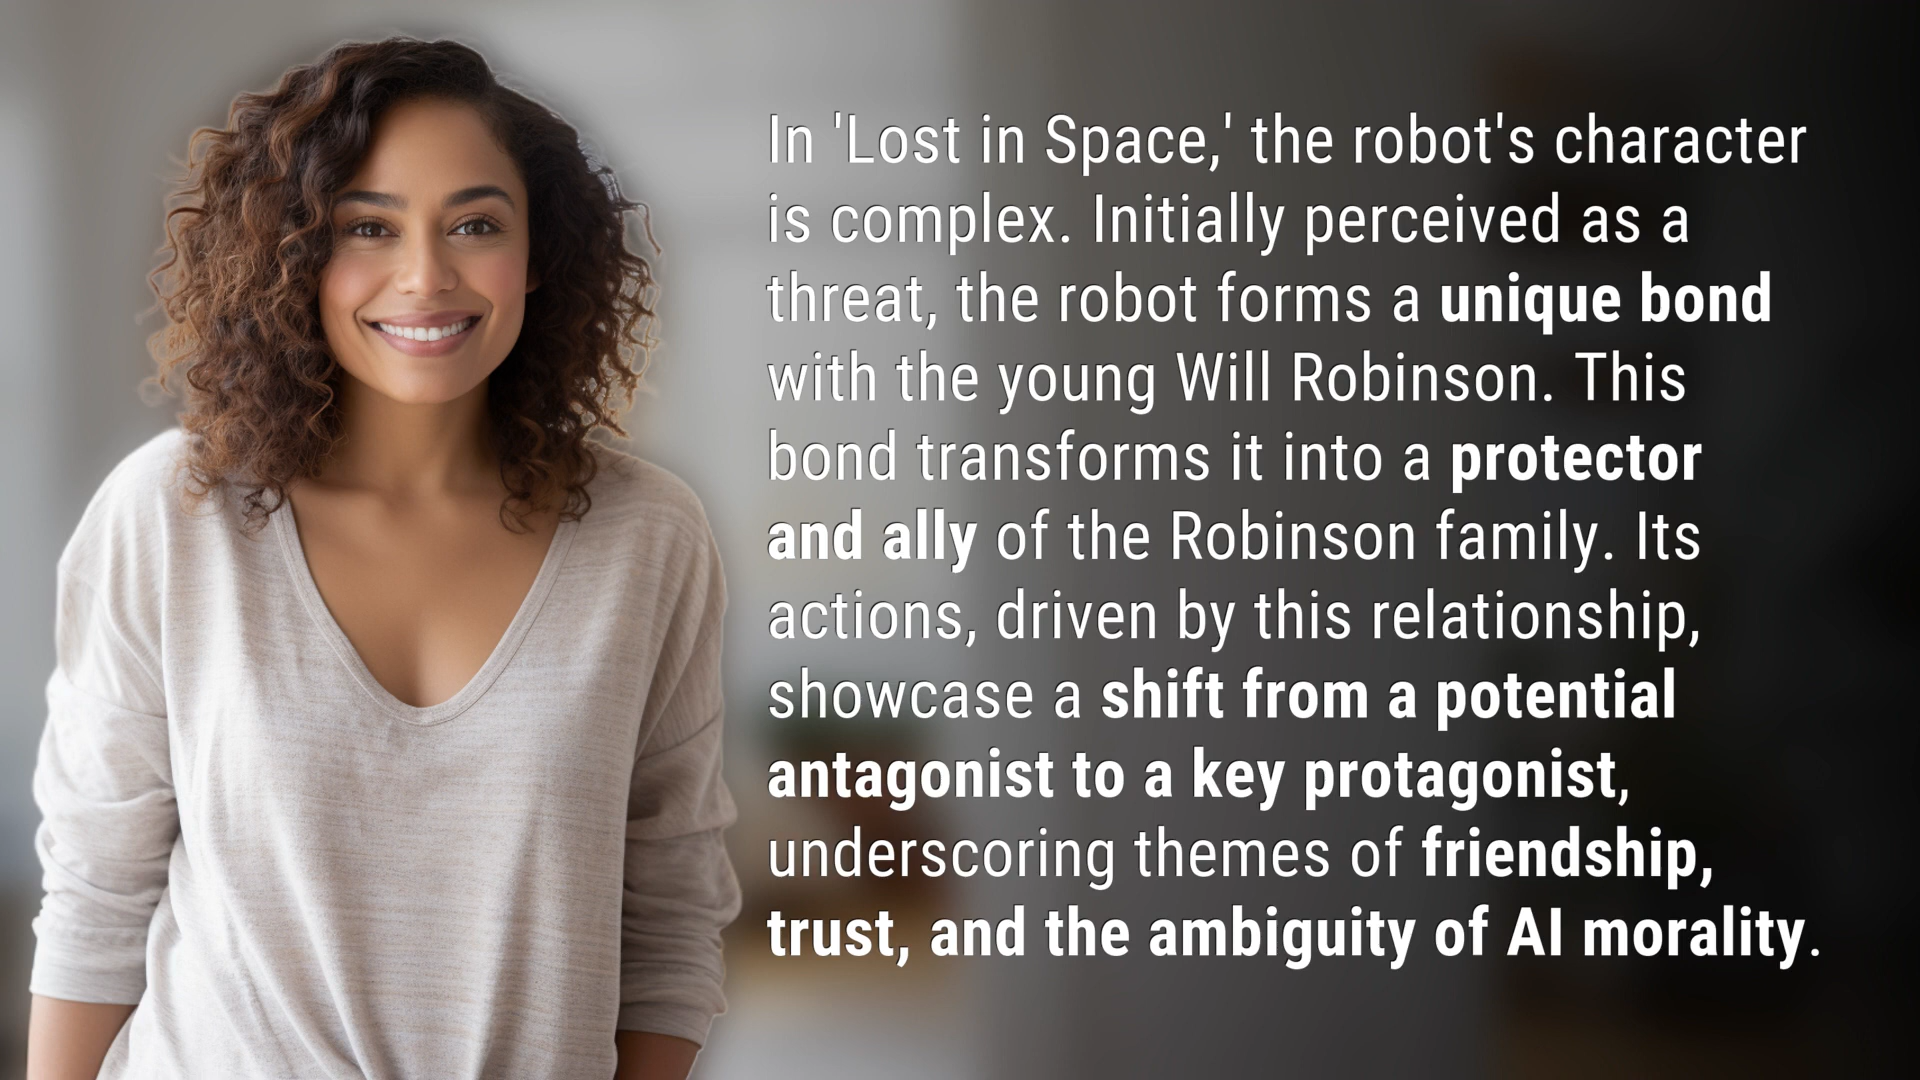 In 'Lost in Space,' the robot's character
is complex. Initially perceived as a
threat, the robot forms a unique bond
with the young Will Robinson. This
bond transforms it into a protector
and ally of the Robinson family. Its
actions, driven by this relationship,
showcase a shift from a potential
antagonist to a key protagonist,
underscoring themes of friendship,
trust, and the ambiguity of AI morality.